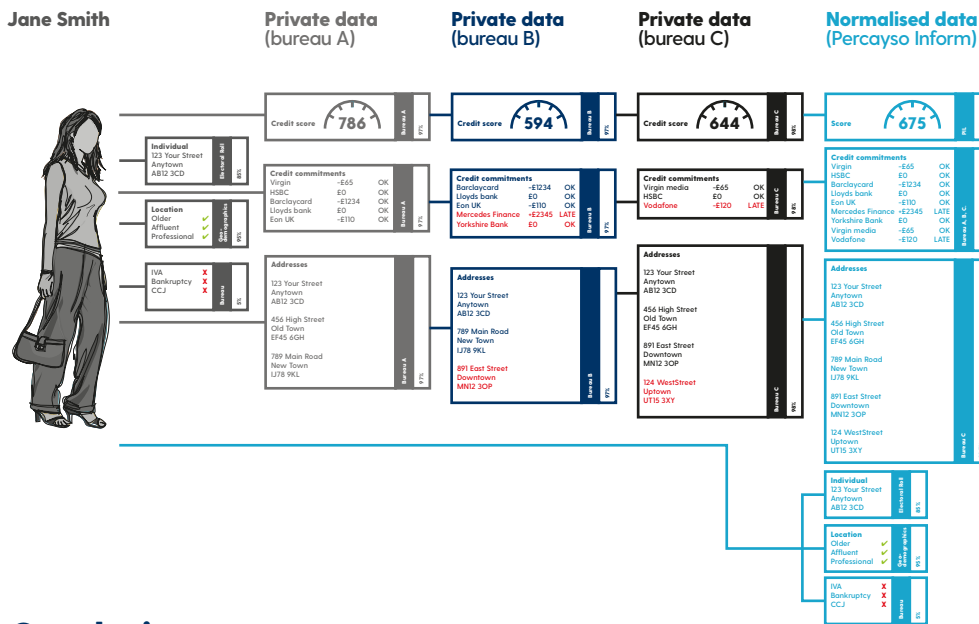 Jane Smith
Private data
(bureau A)
Private data
(bureau B)
Private data
(bureau C)
Normalised data
(Percayso Inform)
Credit score 786
Bureau A
97%
Credit score 594
Bureau B
97%
Credit score 644
Bureau C
98%
Score 675
PIL
Individual
123 Your Street
Anytown
AB12 3CD
Electoral Roll
85%
Location
Older ✔
Affluent ✔
Professional ✔
Geo-
demographics
95%
IVA X
Bankruptcy X
CCJ X
Bureau
5%
Credit commitments
Virgin -£65 OK
HSBC £0 OK
Barclaycard -£1234 OK
Lloyds bank £0 OK
Eon UK -£110 OK
Bureau A
97%
Credit commitments
Barclaycard -£1234 OK
Lloyds bank £0 OK
Eon UK -£110 OK
Mercedes Finance -£2345 LATE
Yorkshire Bank £0 OK
Bureau B
97%
Credit commitments
Virgin media -£65 OK
HSBC £0 OK
Vodafone -£120 LATE
Bureau C
98%
Credit commitments
Virgin -£65 OK
HSBC £0 OK
Barclaycard -£1234 OK
Lloyds bank £0 OK
Eon UK -£110 OK
Mercedes Finance -£2345 LATE
Yorkshire Bank £0 OK
Virgin media -£65 OK
Vodafone -£120 LATE
Bureau A, B, C.
Addresses
123 Your Street
Anytown
AB12 3CD
456 High Street
Old Town
EF45 6GH
789 Main Road
New Town
IJ78 9KL
Bureau A
97%
Addresses
123 Your Street
Anytown
AB12 3CD
789 Main Road
New Town
IJ78 9KL
891 East Street
Downtown
MN12 3OP
Bureau B
97%
Addresses
123 Your Street
Anytown
AB12 3CD
456 High Street
Old Town
EF45 6GH
891 East Street
Downtown
MN12 3OP
124 WestStreet
Uptown
UT15 3XY
Bureau C
98%
Addresses
123 Your Street
Anytown
AB12 3CD
456 High Street
Old Town
EF45 6GH
789 Main Road
New Town
IJ78 9KL
891 East Street
Downtown
MN12 3OP
124 WestStreet
Uptown
UT15 3XY
Bureau C
Individual
123 Your Street
Anytown
AB12 3CD
Electoral Roll
85%
Location
Older ✔
Affluent ✔
Professional ✔
Geo-
demographics
95%
IVA X
Bankruptcy X
CCJ X
Bureau
5%